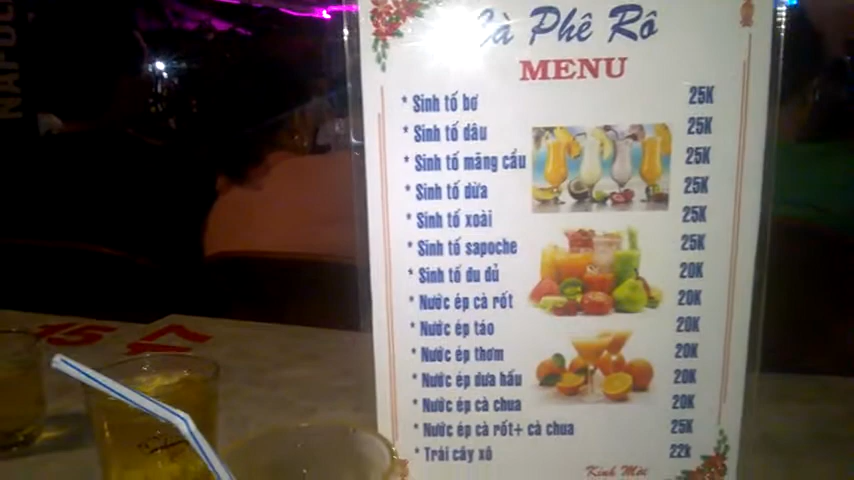 Cà Phê Rô
MENU
* Sinh tố bơ 25K
* Sinh tố dâu 25K
* Sinh tố mãng cầu 25K
* Sinh tố dừa 25K
* Sinh tố xoài 25K
* Sinh tố sapoche 25K
* Sinh tố đu đủ 20K
* Nước ép cà rốt 20K
* Nước ép táo 20K
* Nước ép thơm 20K
* Nước ép dưa hấu 20K
* Nước ép cà chua 20K
* Nước ép cà rốt+ cà chua 25K
* Trái cây xô 22k
Kính Mời
NAPOLI